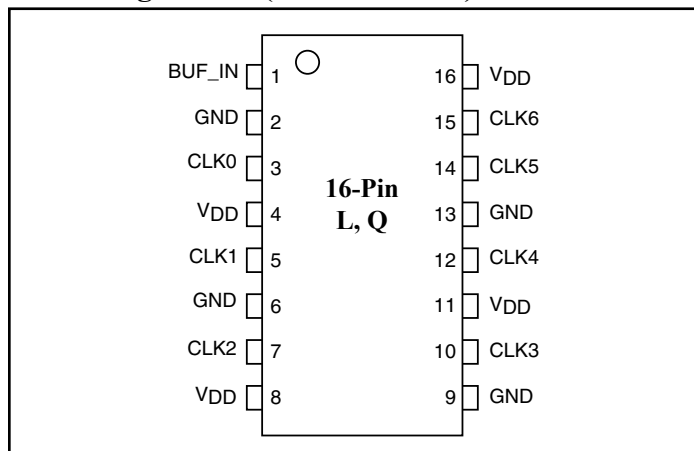 BUF_IN 1 16 VDD
GND 2 15 CLK6
CLK0 3 14 CLK5
16-Pin
L, Q
VDD 4 13 GND
CLK1 5 12 CLK4
GND 6 11 VDD
CLK2 7 10 CLK3
VDD 8 9 GND